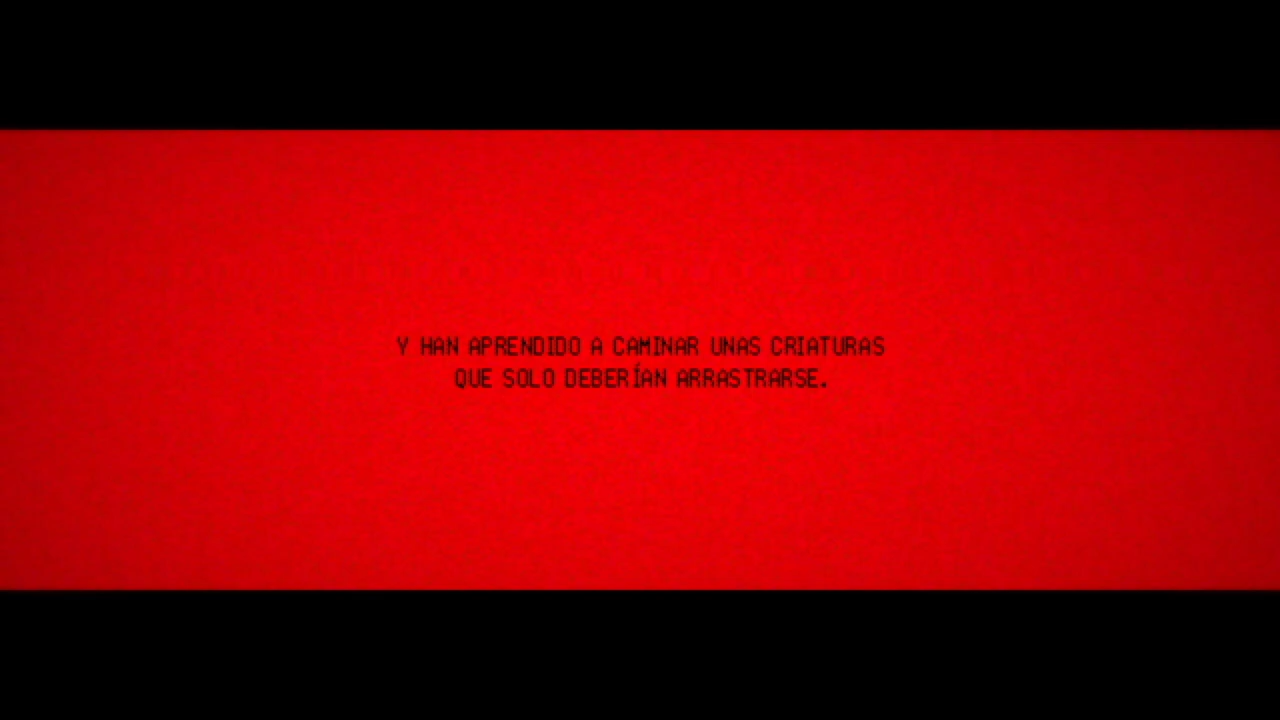 Y HAN APRENDIDO A CAMINAR UNAS CRIATURAS
QUE SOLO DEBERÍAN ARRASTRARSE.